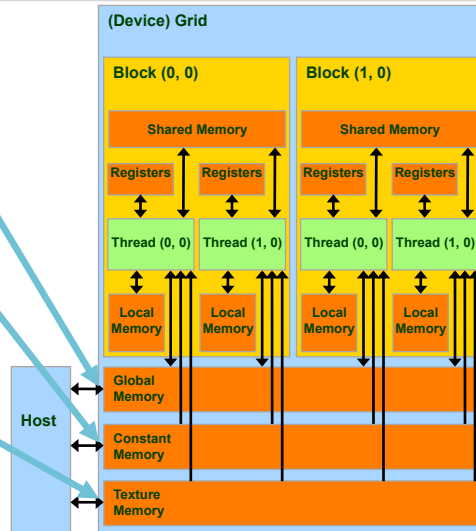 (Device) Grid
Block (0, 0)
Block (1, 0)
Shared Memory
Shared Memory
Registers
Registers
Registers
Registers
Thread (0, 0)
Thread (1, 0)
Thread (0, 0)
Thread (1, 0)
Local
Memory
Local
Memory
Local
Memory
Local
Memory
Host
Global
Memory
Constant
Memory
Texture
Memory